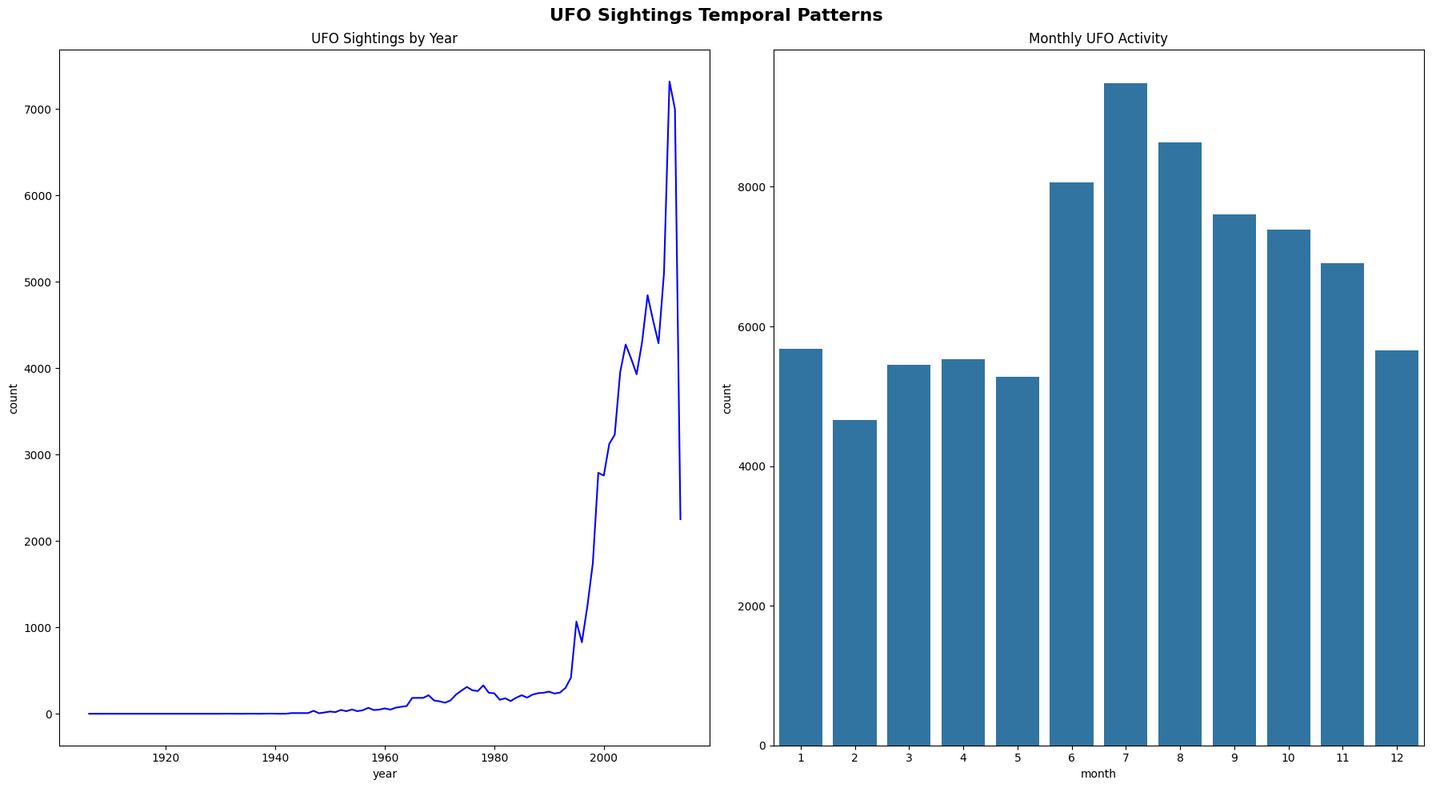 UFO Sightings Temporal Patterns
UFO Sightings by Year
7000
6000
5000
4000
3000
2000
1000
0
count
1920 1940 1960 1980 2000
year
Monthly UFO Activity
8000
6000
4000
2000
0
count
1 2 3 4 5 6 7 8 9 10 11 12
month